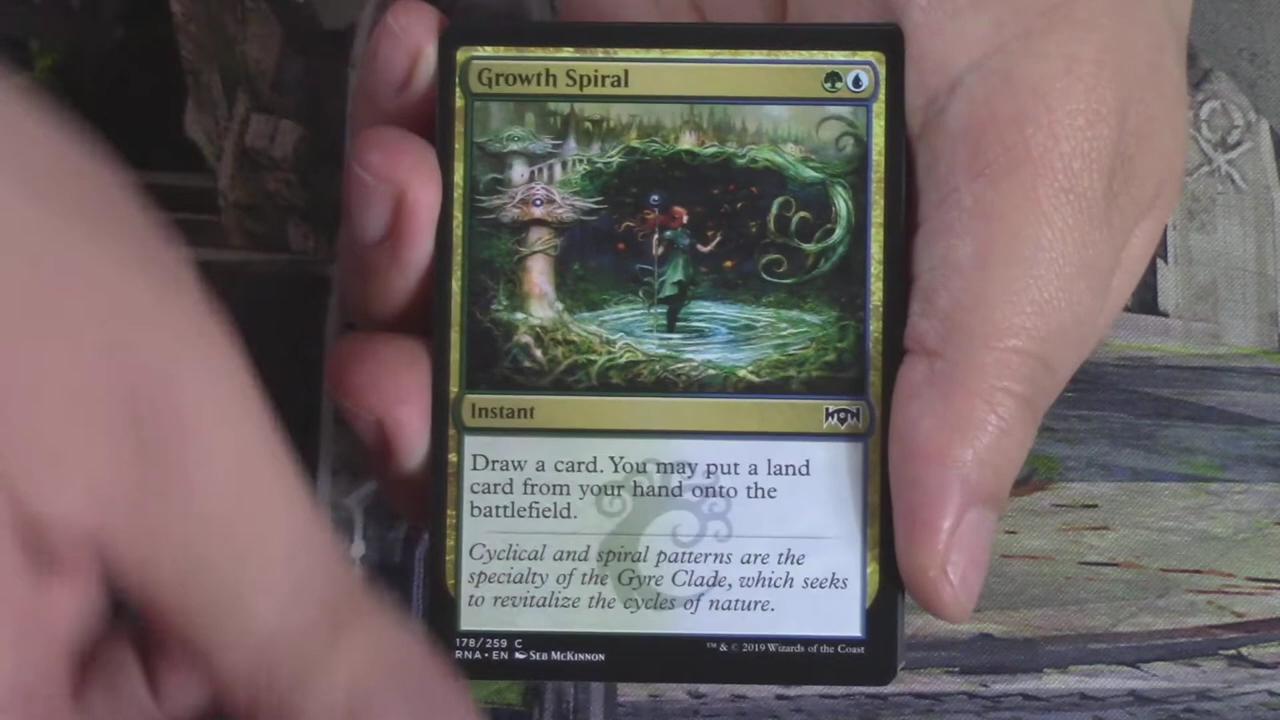 Growth Spiral
Instant
Draw a card. You may put a land
card from your hand onto the
battlefield.
Cyclical and spiral patterns are the
specialty of the Gyre Clade, which seeks
to revitalize the cycles of nature.
178/259 C
RNA • EN Seb McKinnon
™ & © 2019 Wizards of the Coast